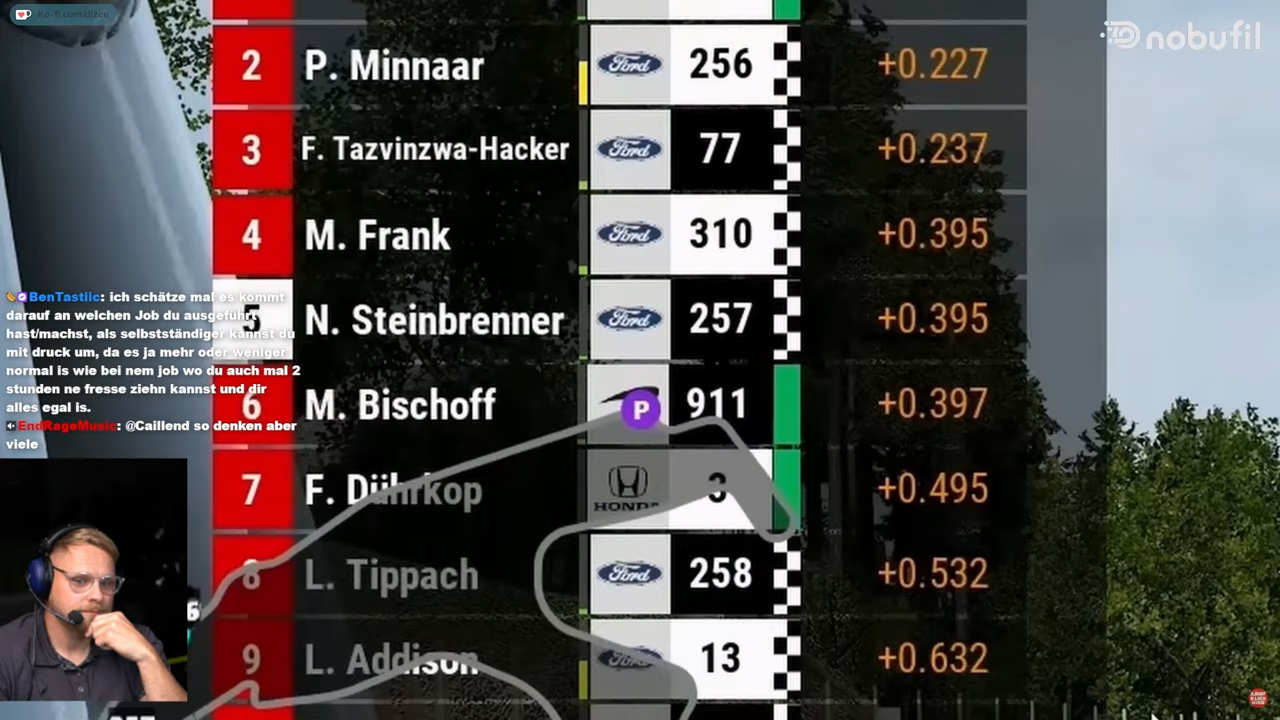 Ko-fi.com/dizee
nobufil
2 P. Minnaar Ford 256 +0.227
3 F. Tazvinzwa-Hacker Ford 77 +0.237
4 M. Frank Ford 310 +0.395
5 N. Steinbrenner Ford 257 +0.395
6 M. Bischoff P 911 +0.397
7 F. Dührkop HONDA 3 +0.495
8 L. Tippach Ford 258 +0.532
9 L. Addison Ford 13 +0.632
BenTastiic: ich schätze mal es kommt
darauf an welchen Job du ausgeführt
hast/machst, als selbstständiger kannst du
mit druck um, da es ja mehr oder weniger
normal is wie bei nem job wo du auch mal 2
stunden ne fresse ziehn kannst und dir
alles egal is.
EndRageMusic: @Caillend so denken aber
viele